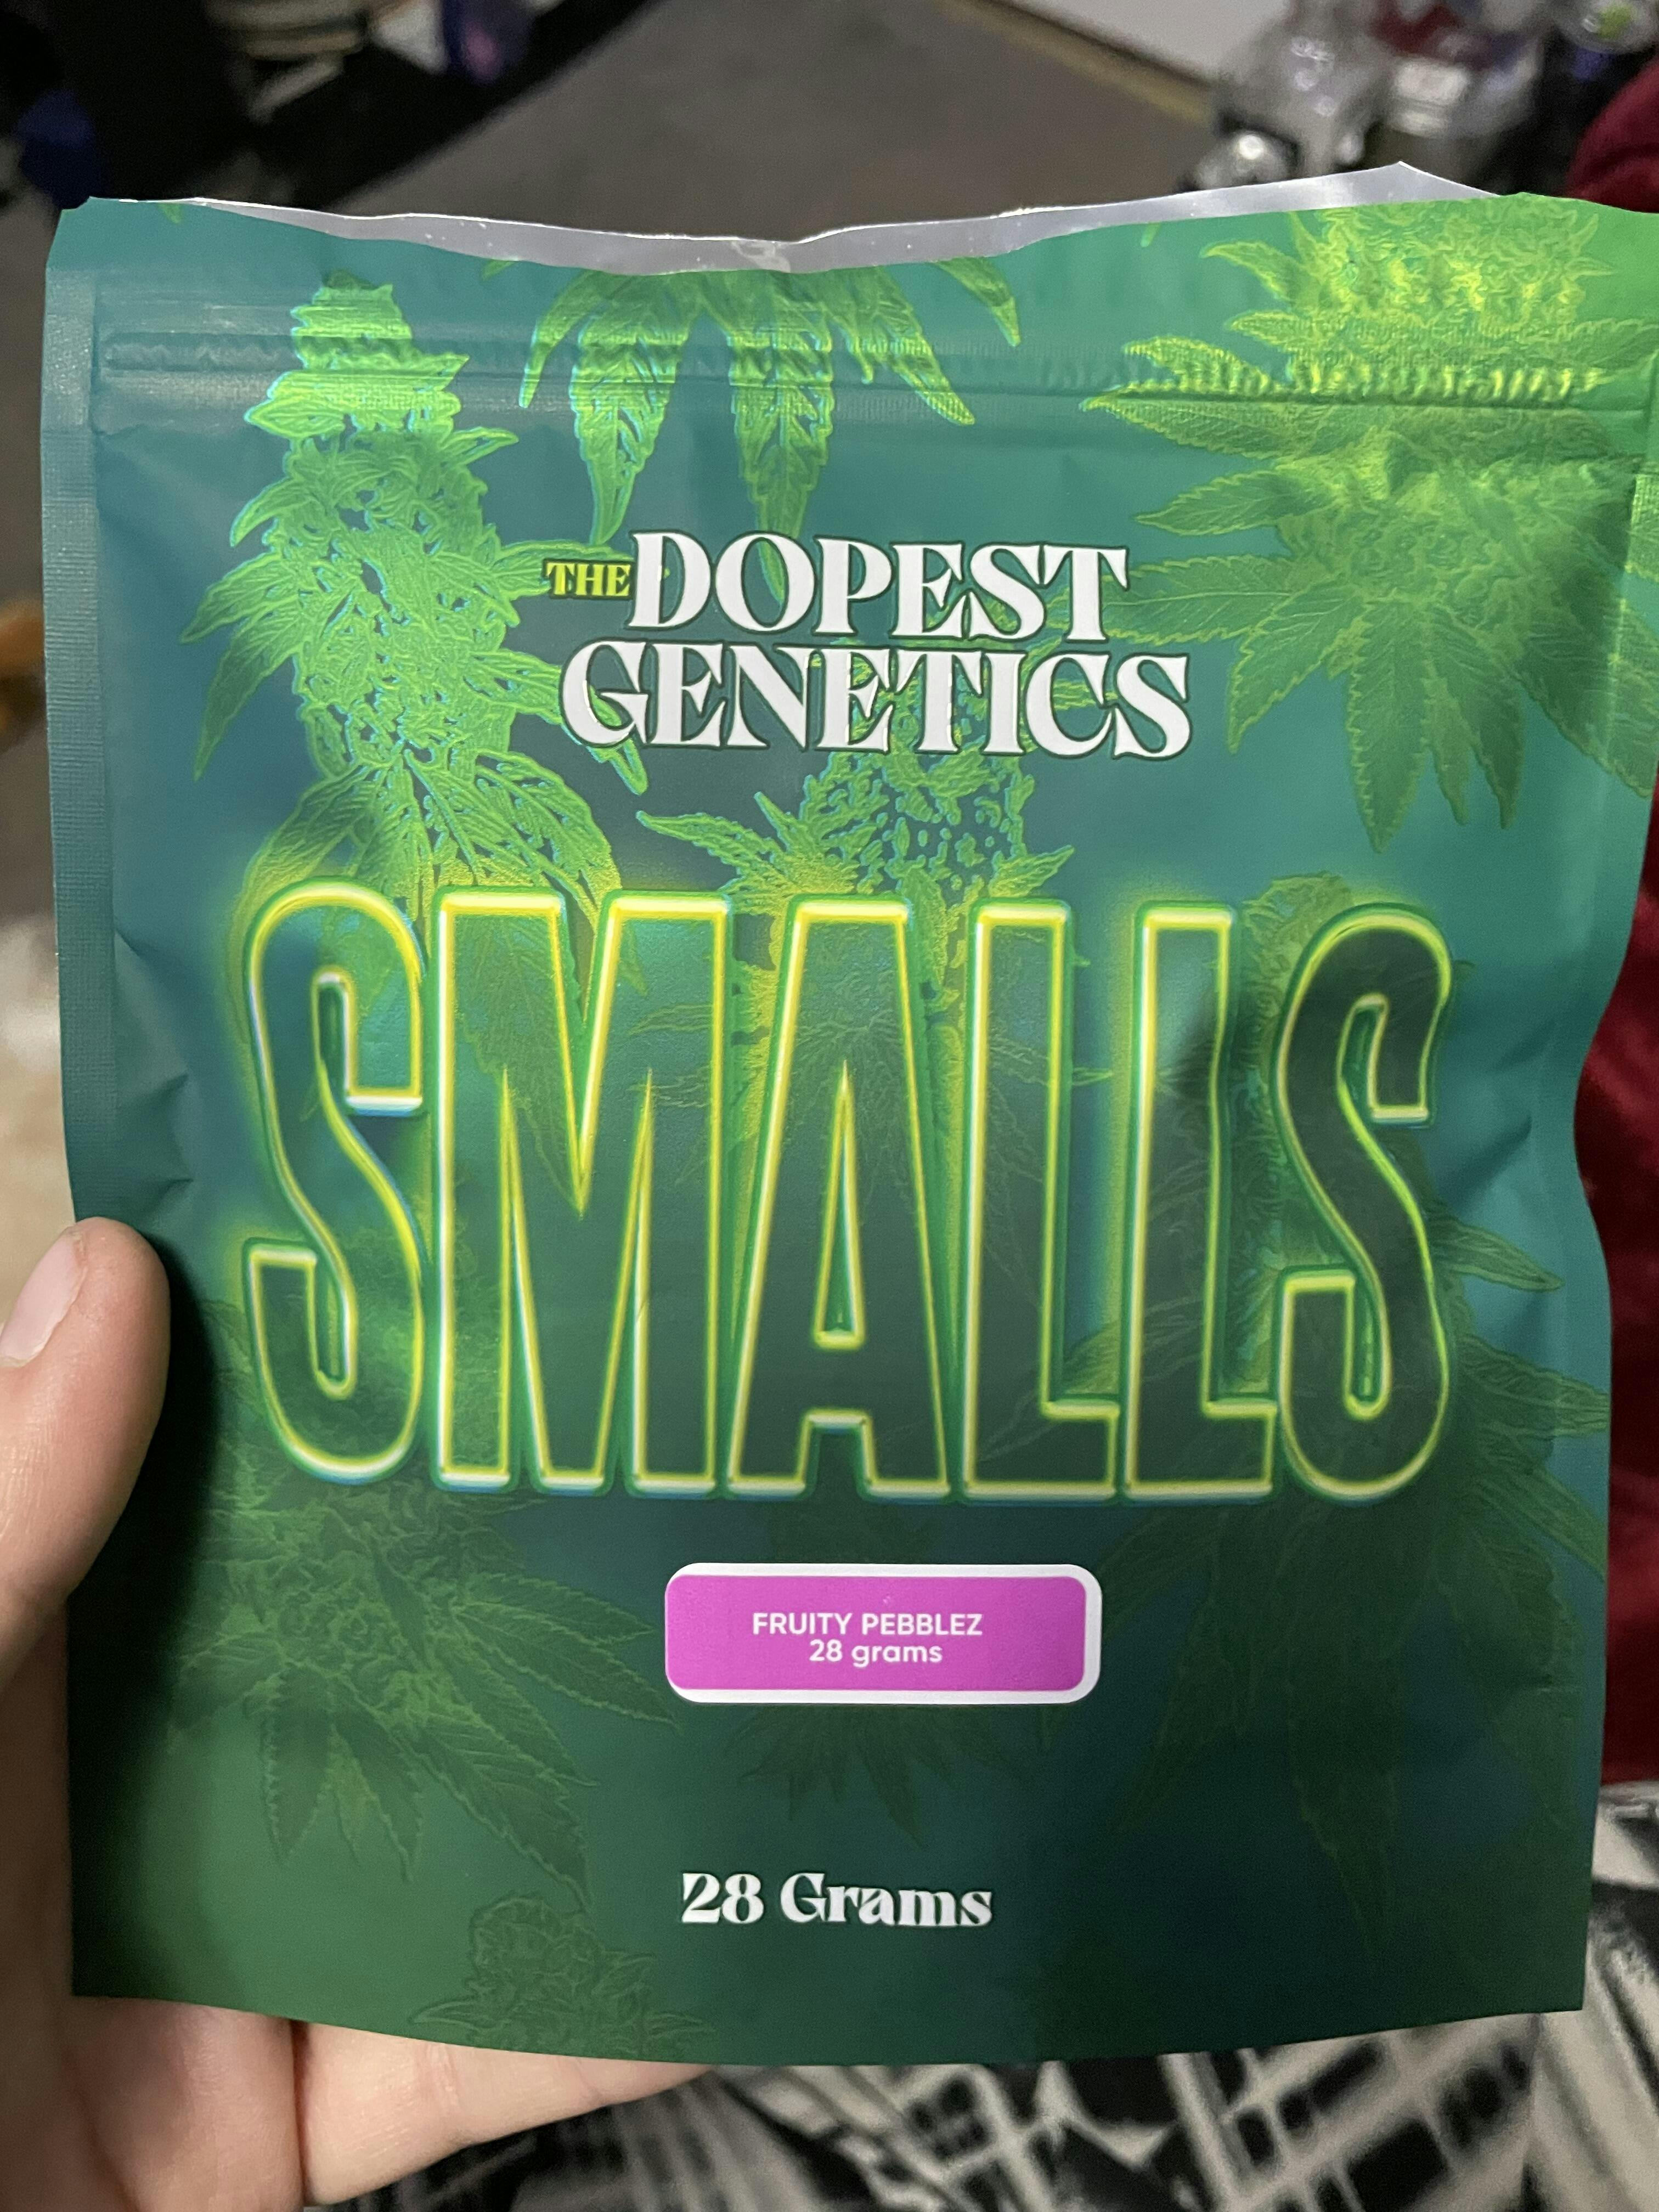 THE DOPEST
GENETICS
SMALLS
FRUITY PEBBLEZ
28 grams
28 Grams